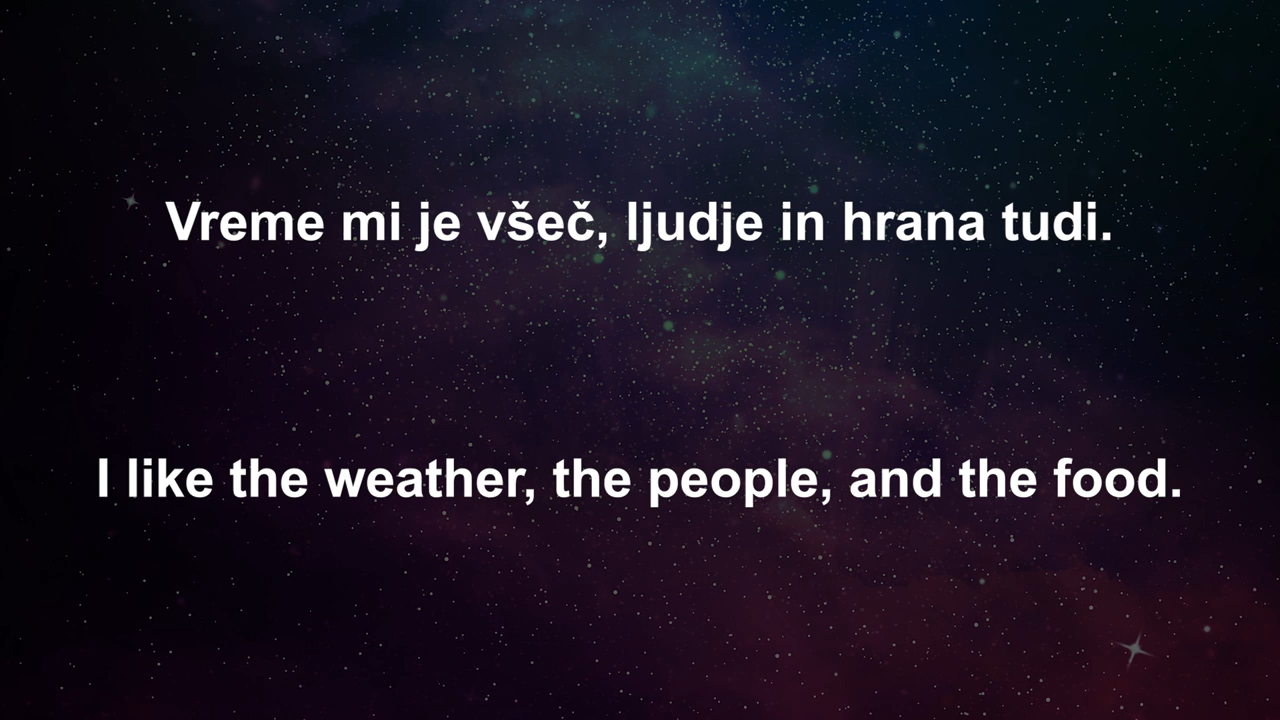 Vreme mi je všeč, ljudje in hrana tudi.
I like the weather, the people, and the food.